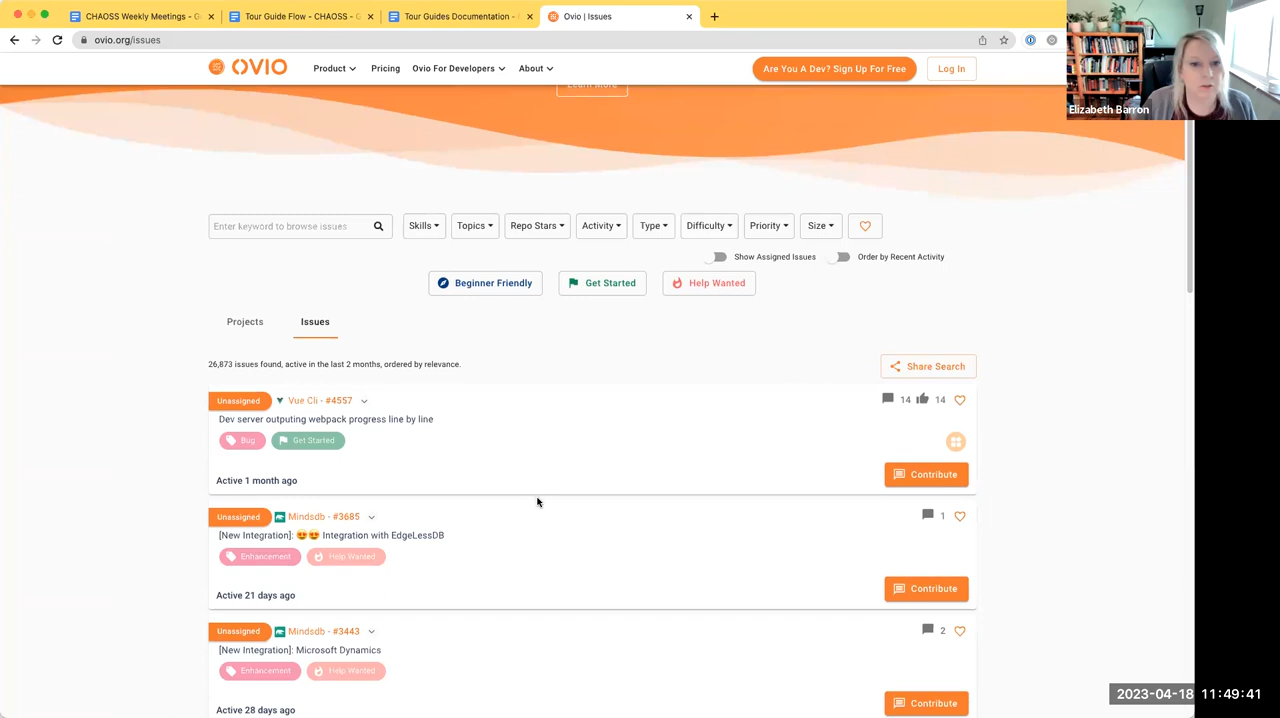 CHAOSS Weekly Meetings - G
Tour Guide Flow - CHAOSS - G
Tour Guides Documentation -
Ovio | Issues
ovio.org/issues
OVIO
Product
Pricing
Ovio For Developers
About
Are You A Dev? Sign Up For Free
Log In
Elizabeth Barron
Learn More
Enter keyword to browse issues
Skills
Topics
Repo Stars
Activity
Type
Difficulty
Priority
Size
Show Assigned Issues
Order by Recent Activity
Beginner Friendly
Get Started
Help Wanted
Projects
Issues
26,873 issues found, active in the last 2 months, ordered by relevance.
Share Search
Unassigned
Vue Cli - #4557
14
14
Dev server outputing webpack progress line by line
Bug
Get Started
Active 1 month ago
Contribute
Unassigned
Mindsdb - #3685
1
[New Integration]: 😍😍 Integration with EdgeLessDB
Enhancement
Help Wanted
Active 21 days ago
Contribute
Unassigned
Mindsdb - #3443
2
[New Integration]: Microsoft Dynamics
Enhancement
Help Wanted
Active 28 days ago
Contribute
2023-04-18 11:49:41